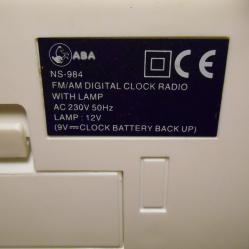 ABA
NS-984
FM/AM DIGITAL CLOCK RADIO
WITH LAMP
AC 230V 50Hz
LAMP : 12V
(9V⎓CLOCK BATTERY BACK UP)
CE